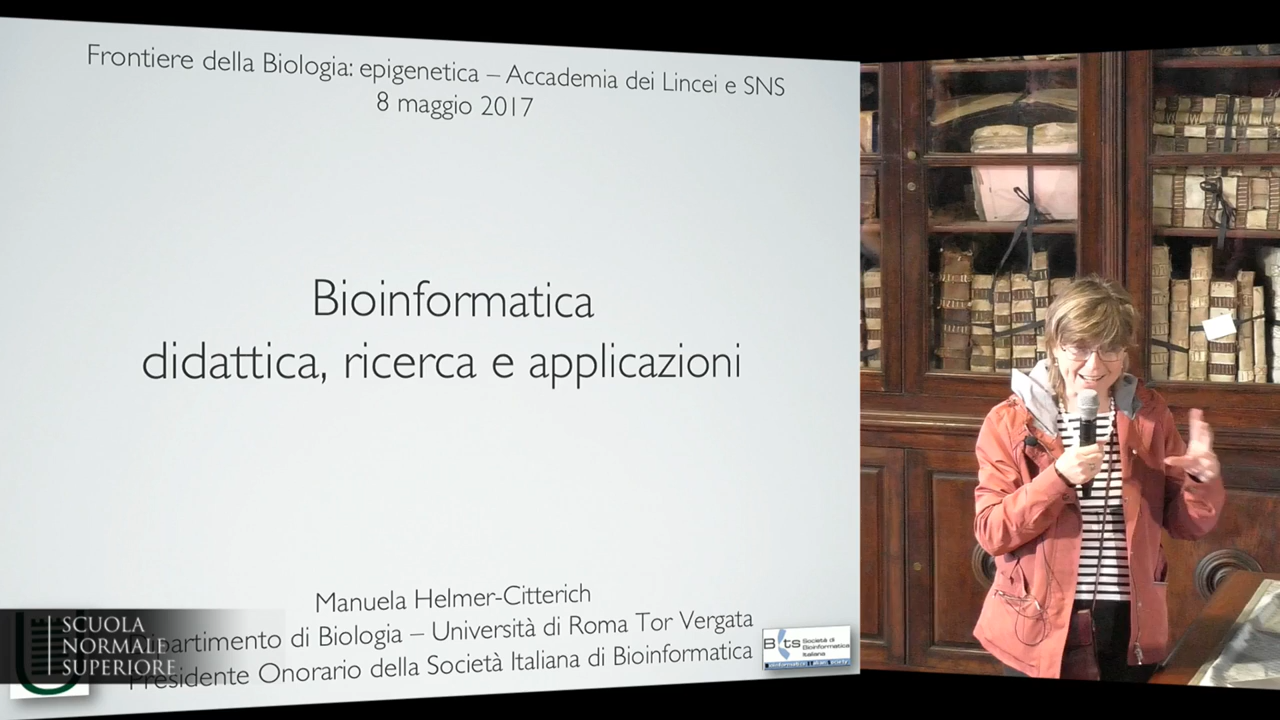 Frontiere della Biologia: epigenetica – Accademia dei Lincei e SNS
8 maggio 2017
Bioinformatica
didattica, ricerca e applicazioni
Manuela Helmer-Citterich
Dipartimento di Biologia – Università di Roma Tor Vergata
Presidente Onorario della Società Italiana di Bioinformatica
SCUOLA
NORMALE
SUPERIORE
Bits
Società di
Bioinformatica
Italiana